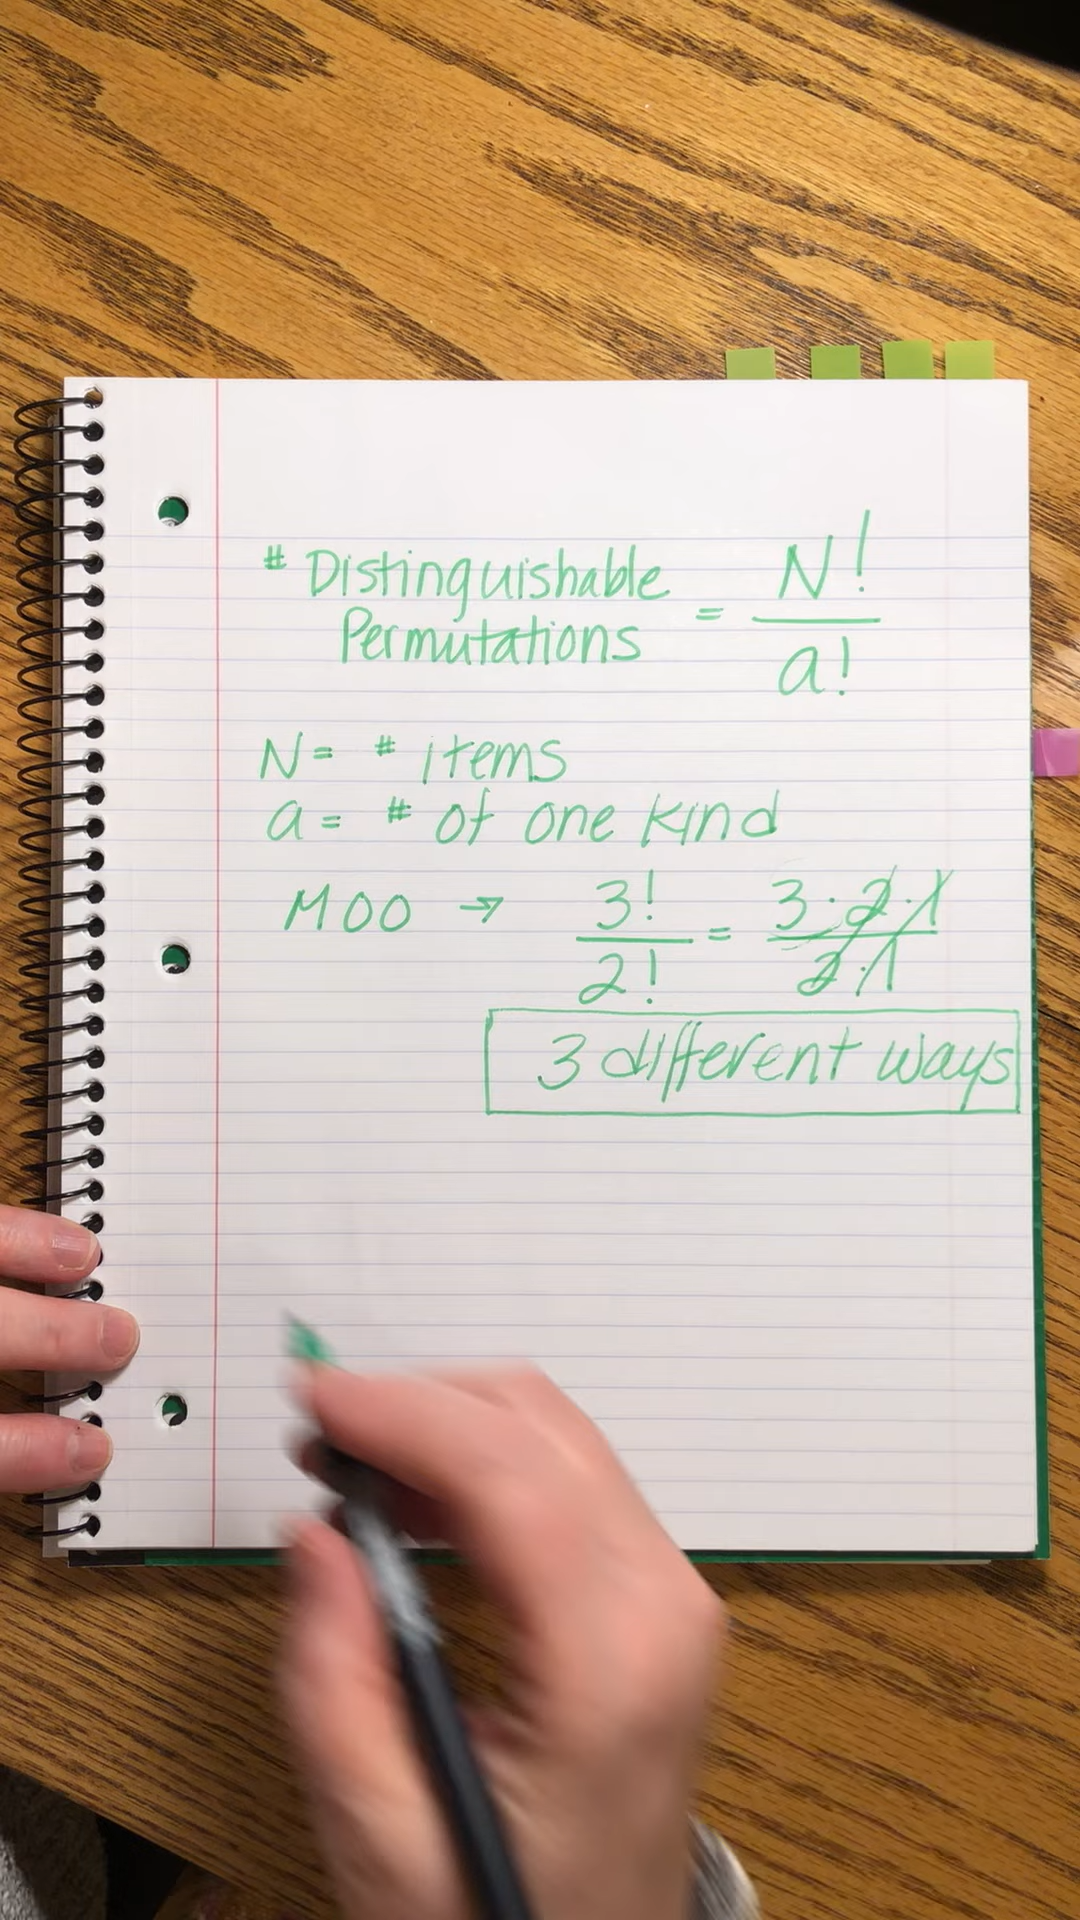 # Distinguishable Permutations = N! / a!
N = # items
a = # of one kind
MOO → 3! / 2! = 3·2·1 / 2·1
3 different ways